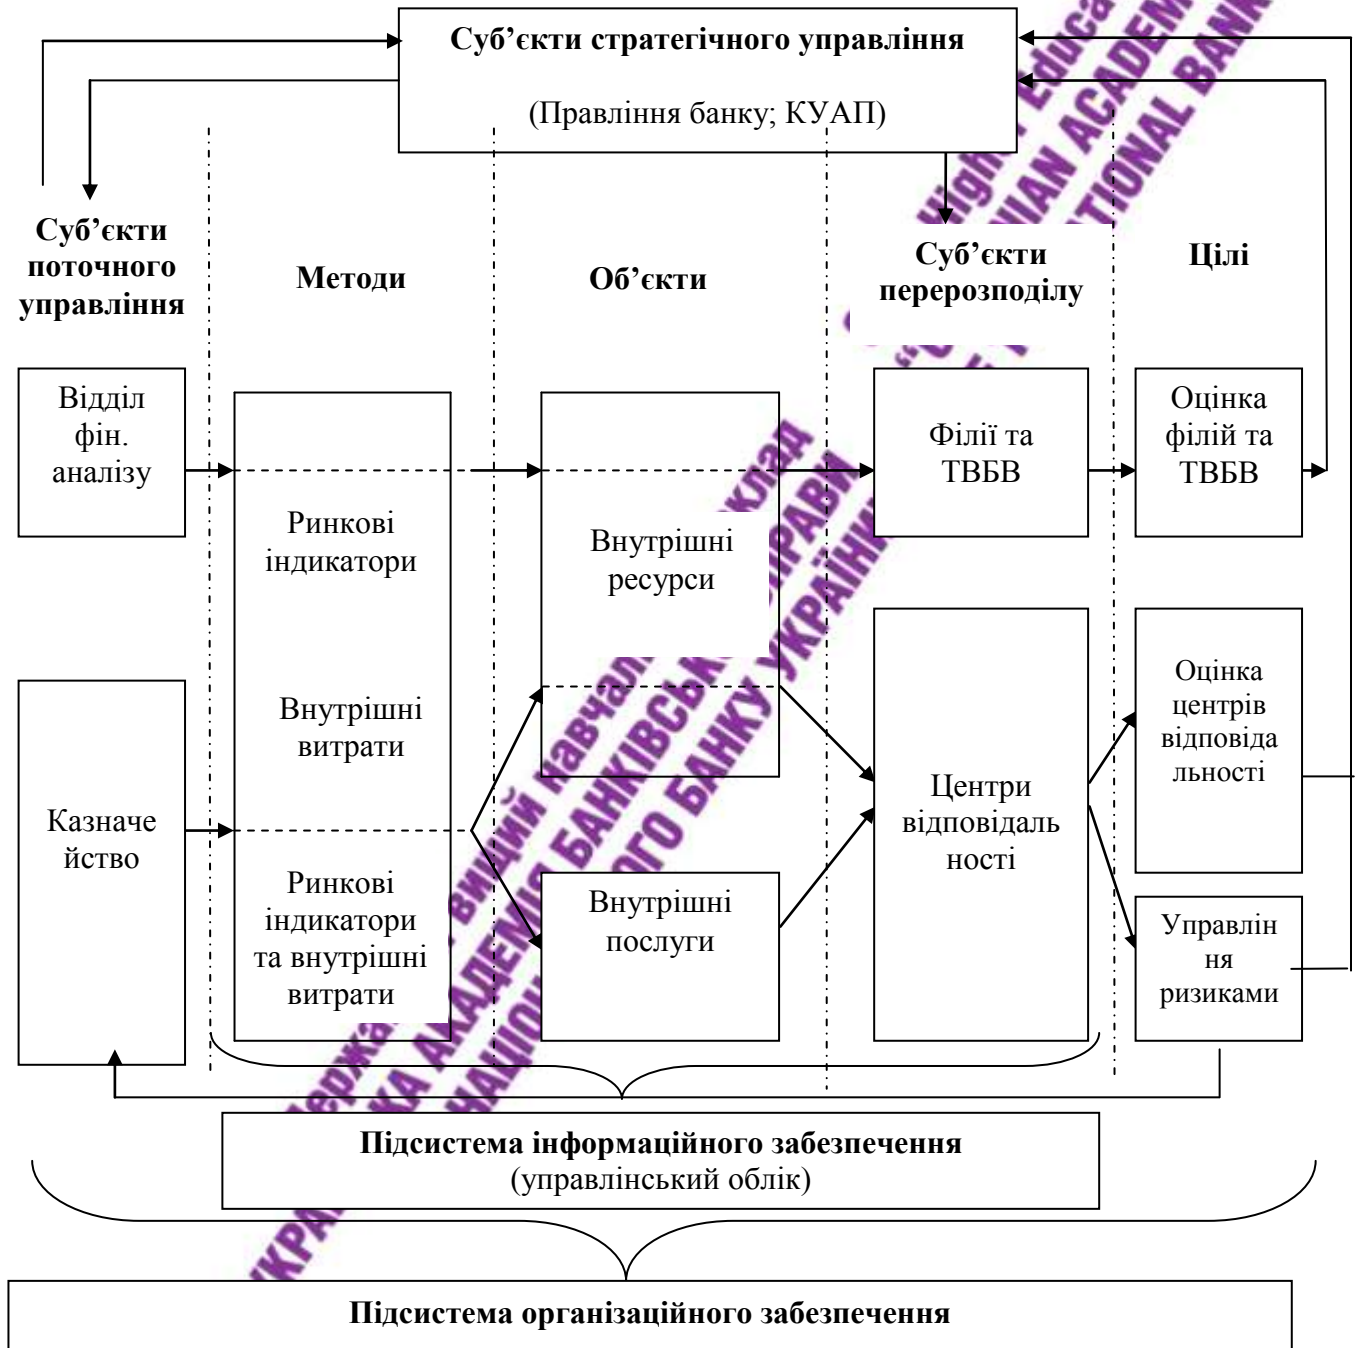 Суб’єкти стратегічного управління
(Правління банку; КУАП)
Суб’єкти
поточного
управління
Методи
Об’єкти
Суб’єкти
перерозподілу
Цілі
Відділ
фін.
аналізу
Ринкові
індикатори
Внутрішні
ресурси
Філії та
ТВБВ
Оцінка
філій та
ТВБВ
Казначе
йство
Внутрішні
витрати
Ринкові
індикатори
та внутрішні
витрати
Внутрішні
послуги
Центри
відповідаль
ності
Оцінка
центрів
відповіда
льності
Управлін
ня
ризиками
Підсистема інформаційного забезпечення
(управлінський облік)
Підсистема організаційного забезпечення